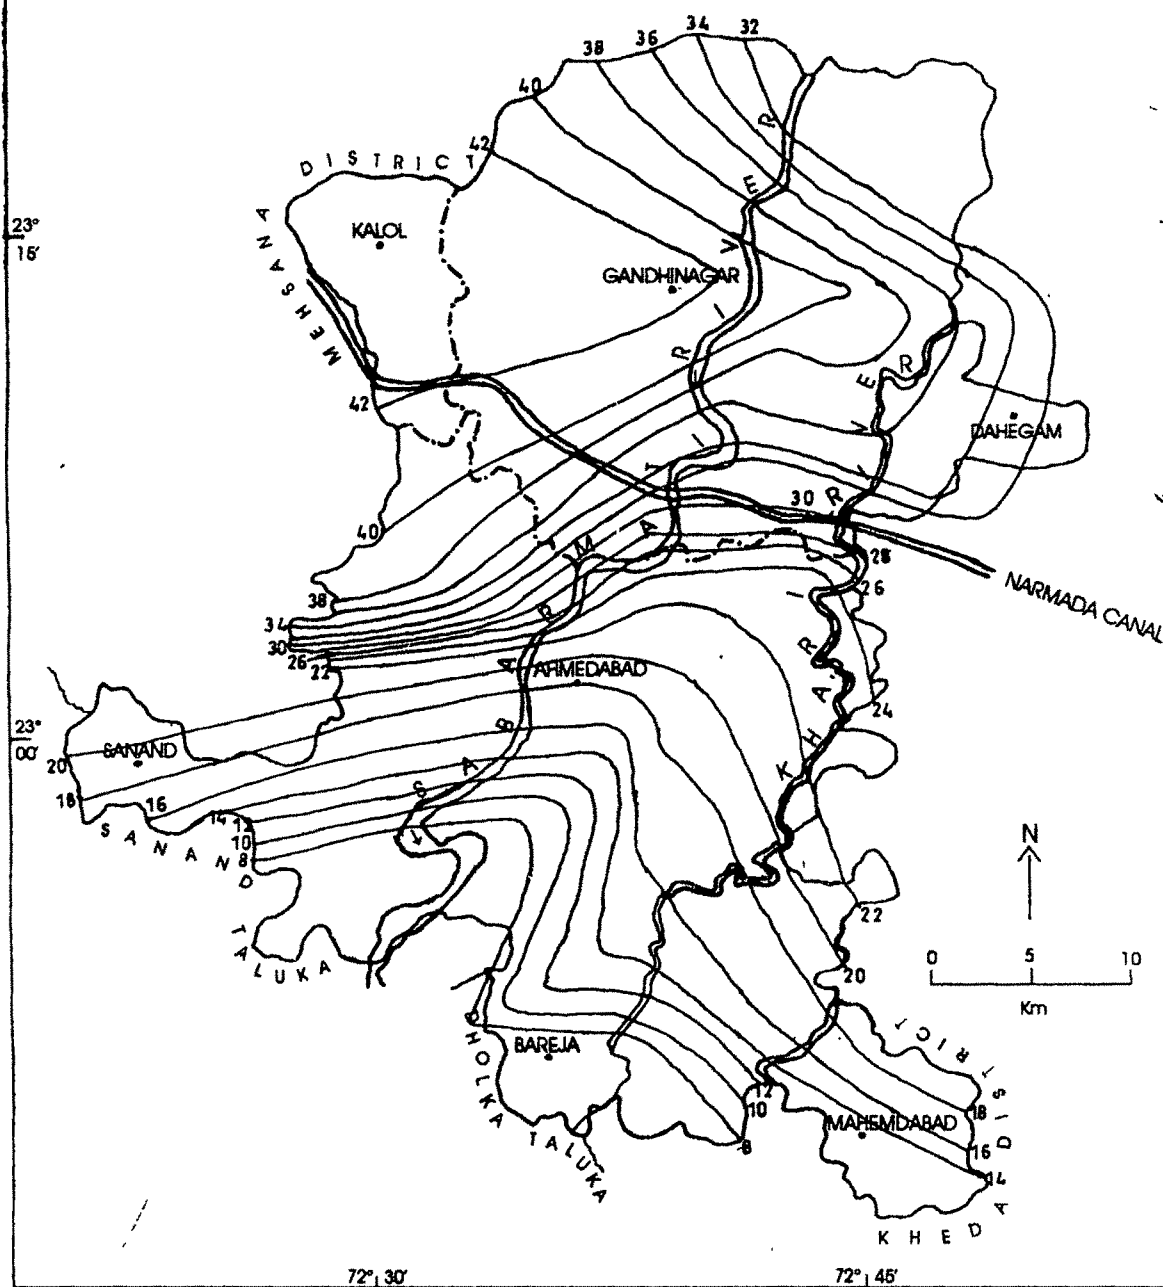 34
32
36
38
40
42
MEHSANA DISTRICT
23°
15'
KALOL
GANDHINAGAR
SABARMATI RIVER
KHARI RIVER
42
DAHEGAM
30
40
28
26
NARMADA CANAL
38
34
30
26
22
AHMEDABAD
24
23°
00'
SANAND
20
18
16
14
12
10
8
SANAND TALUKA
N
22
20
0 5 10
Km
DHOLKA TALUKA
BAREJA
12
10
8
MAHEMDABAD
18
16
14
KHEDA DISTRICT
72° 30'
72° 45'